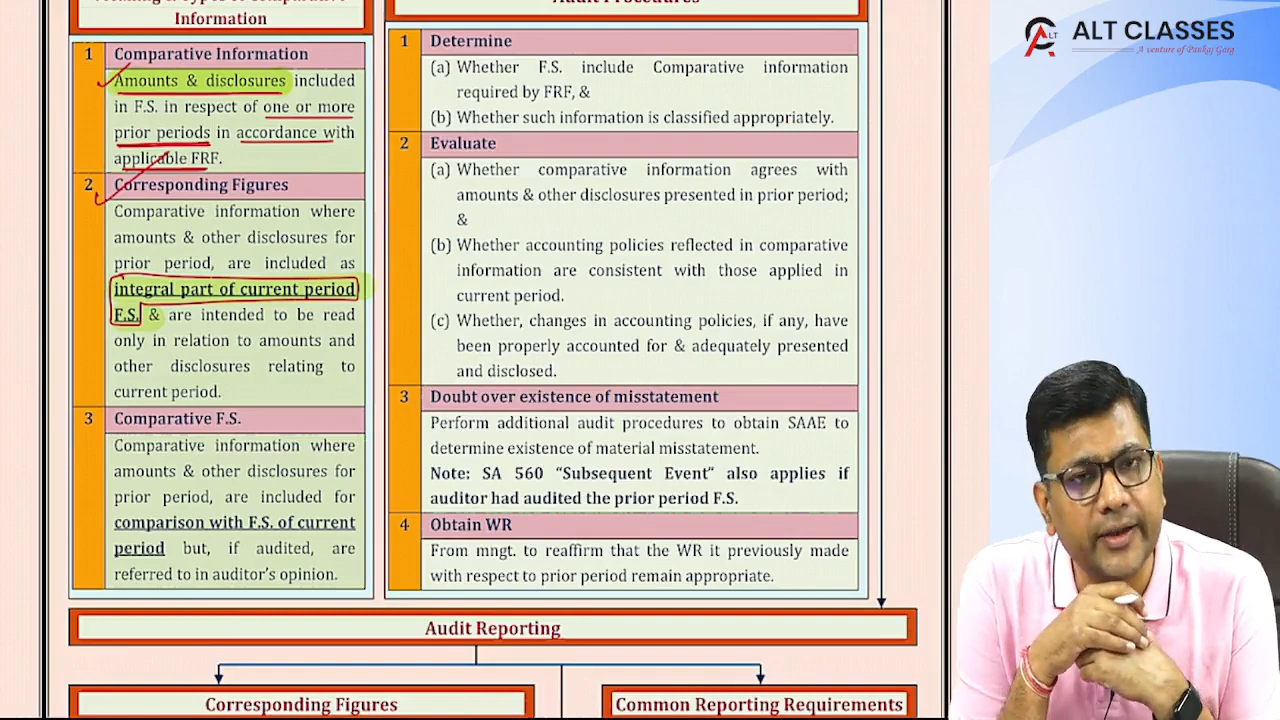 Information
1 Comparative Information
Amounts & disclosures included
in F.S. in respect of one or more
prior periods in accordance with
applicable FRF.
2 Corresponding Figures
Comparative information where
amounts & other disclosures for
prior period, are included as
integral part of current period
F.S. & are intended to be read
only in relation to amounts and
other disclosures relating to
current period.
3 Comparative F.S.
Comparative information where
amounts & other disclosures for
prior period, are included for
comparison with F.S. of current
period but, if audited, are
referred to in auditor's opinion.
Audit Procedures
1 Determine
(a) Whether F.S. include Comparative information
required by FRF, &
(b) Whether such information is classified appropriately.
2 Evaluate
(a) Whether comparative information agrees with
amounts & other disclosures presented in prior period;
&
(b) Whether accounting policies reflected in comparative
information are consistent with those applied in
current period.
(c) Whether, changes in accounting policies, if any, have
been properly accounted for & adequately presented
and disclosed.
3 Doubt over existence of misstatement
Perform additional audit procedures to obtain SAAE to
determine existence of material misstatement.
Note: SA 560 “Subsequent Event” also applies if
auditor had audited the prior period F.S.
4 Obtain WR
From mngt. to reaffirm that the WR it previously made
with respect to prior period remain appropriate.
Audit Reporting
Corresponding Figures
Common Reporting Requirements
ALT
ALT CLASSES
A venture of Pankaj Garg